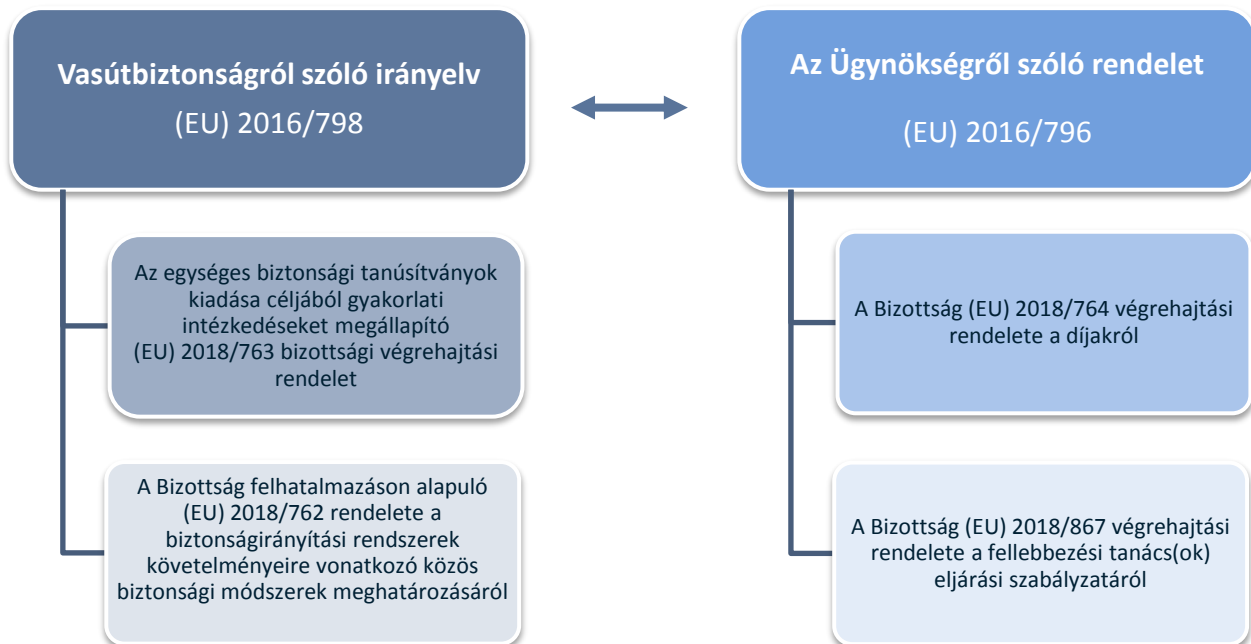 Vasútbiztonságról szóló irányelv
(EU) 2016/798
Az egységes biztonsági tanúsítványok
kiadása céljából gyakorlati
intézkedéseket megállapító
(EU) 2018/763 bizottsági végrehajtási
rendelet
A Bizottság felhatalmazáson alapuló
(EU) 2018/762 rendelete a
biztonságirányítási rendszerek
követelményeire vonatkozó közös
biztonsági módszerek meghatározásáról
Az Ügynökségről szóló rendelet
(EU) 2016/796
A Bizottság (EU) 2018/764 végrehajtási
rendelete a díjakról
A Bizottság (EU) 2018/867 végrehajtási
rendelete a fellebbezési tanács(ok)
eljárási szabályzatáról